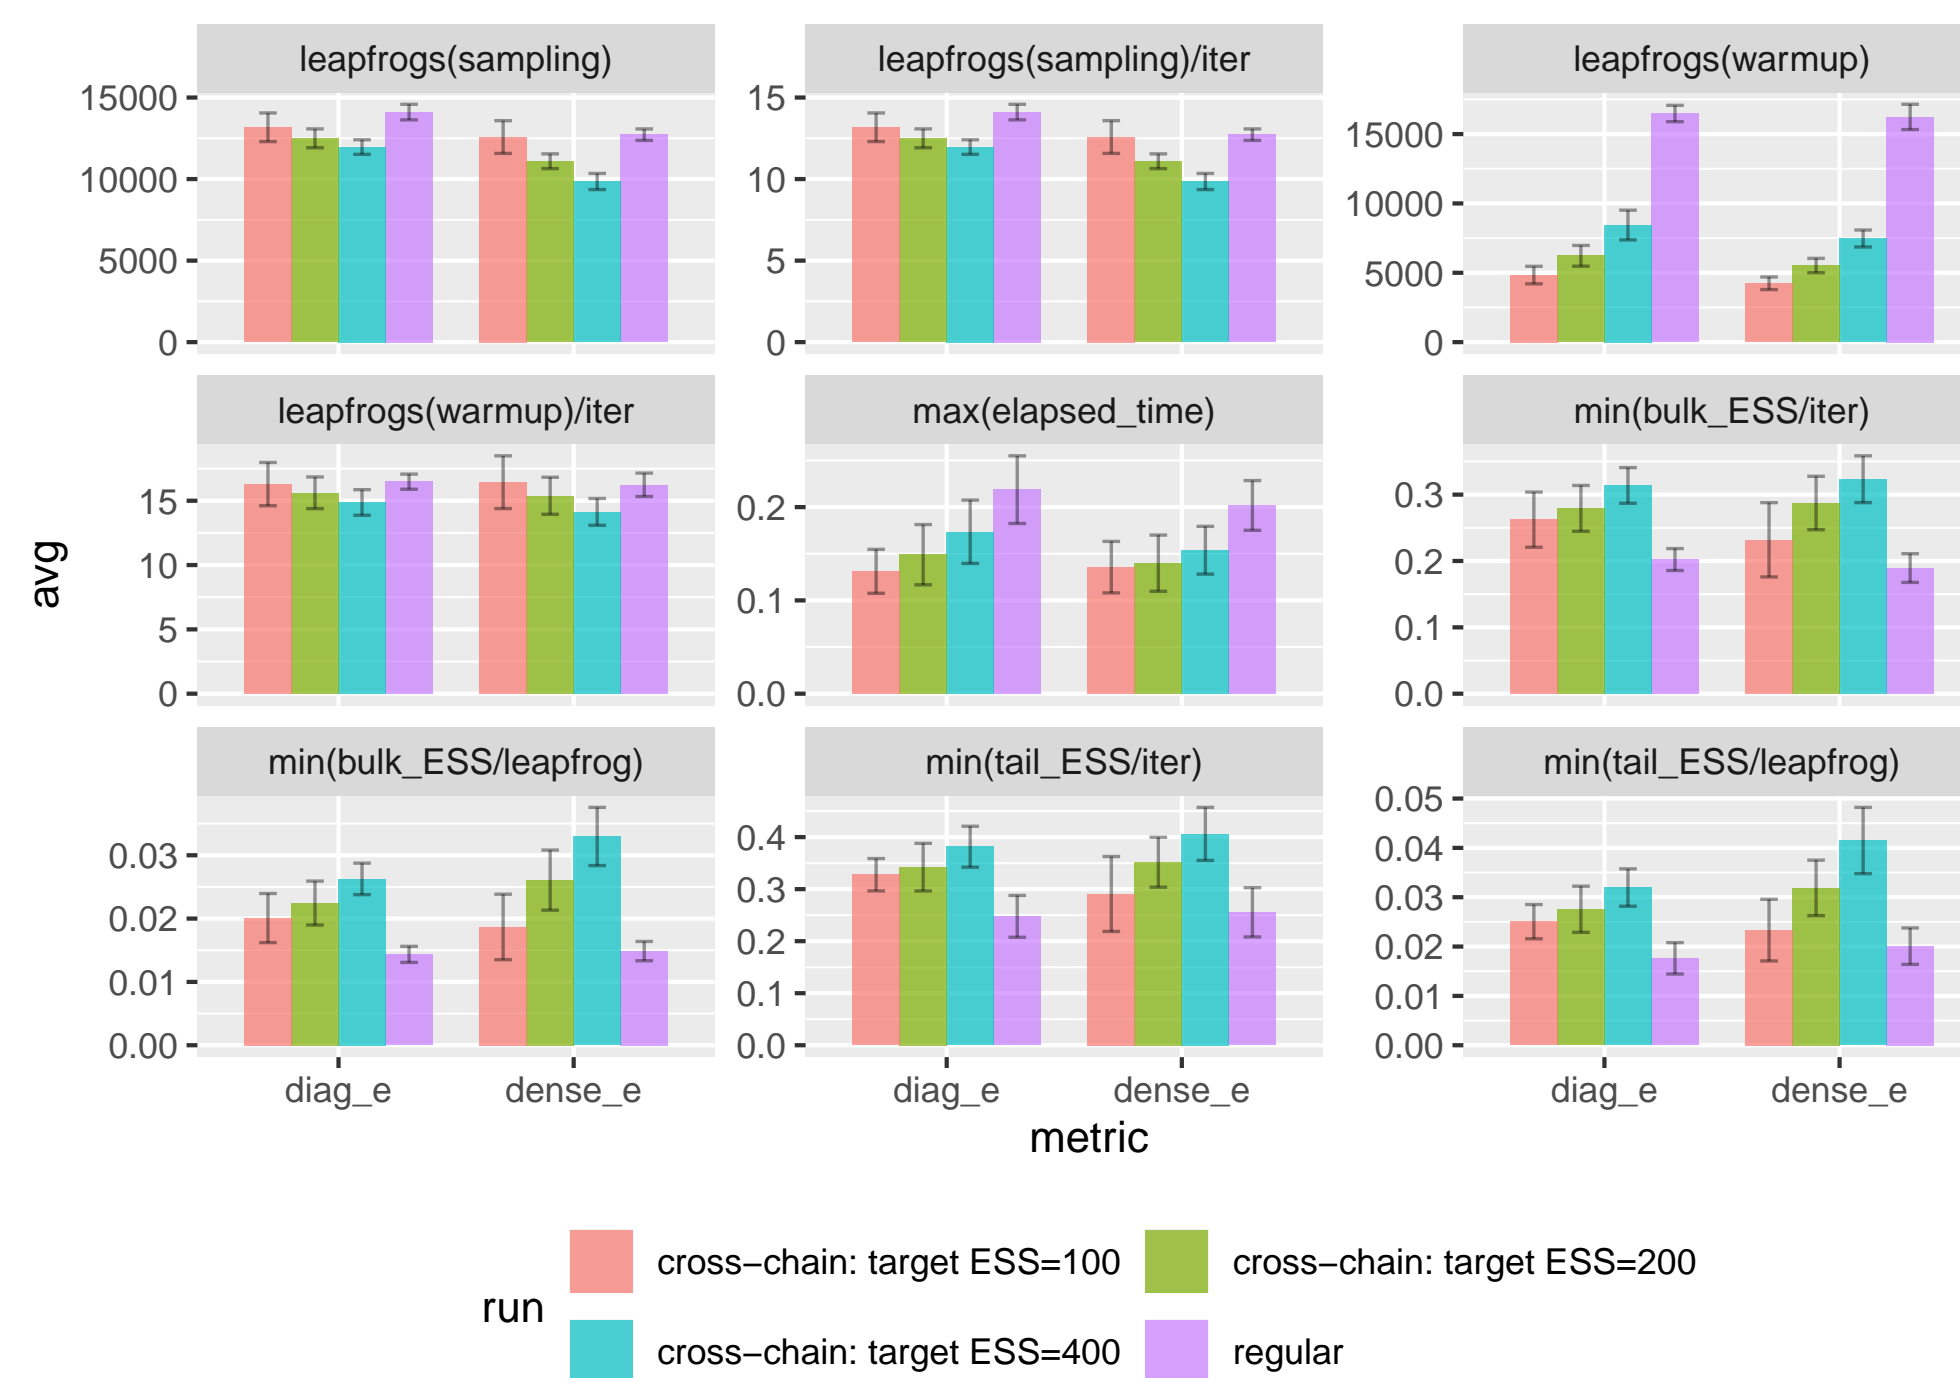 leapfrogs(sampling)
leapfrogs(sampling)/iter
leapfrogs(warmup)
15000
10000
5000
0
15
10
5
0
15000
10000
5000
0
leapfrogs(warmup)/iter
max(elapsed_time)
min(bulk_ESS/iter)
15
10
5
0
0.2
0.1
0.0
0.3
0.2
0.1
0.0
min(bulk_ESS/leapfrog)
min(tail_ESS/iter)
min(tail_ESS/leapfrog)
0.03
0.02
0.01
0.00
0.4
0.3
0.2
0.1
0.0
0.05
0.04
0.03
0.02
0.01
0.00
diag_e
dense_e
diag_e
dense_e
diag_e
dense_e
avg
metric
run
cross−chain: target ESS=100
cross−chain: target ESS=200
cross−chain: target ESS=400
regular